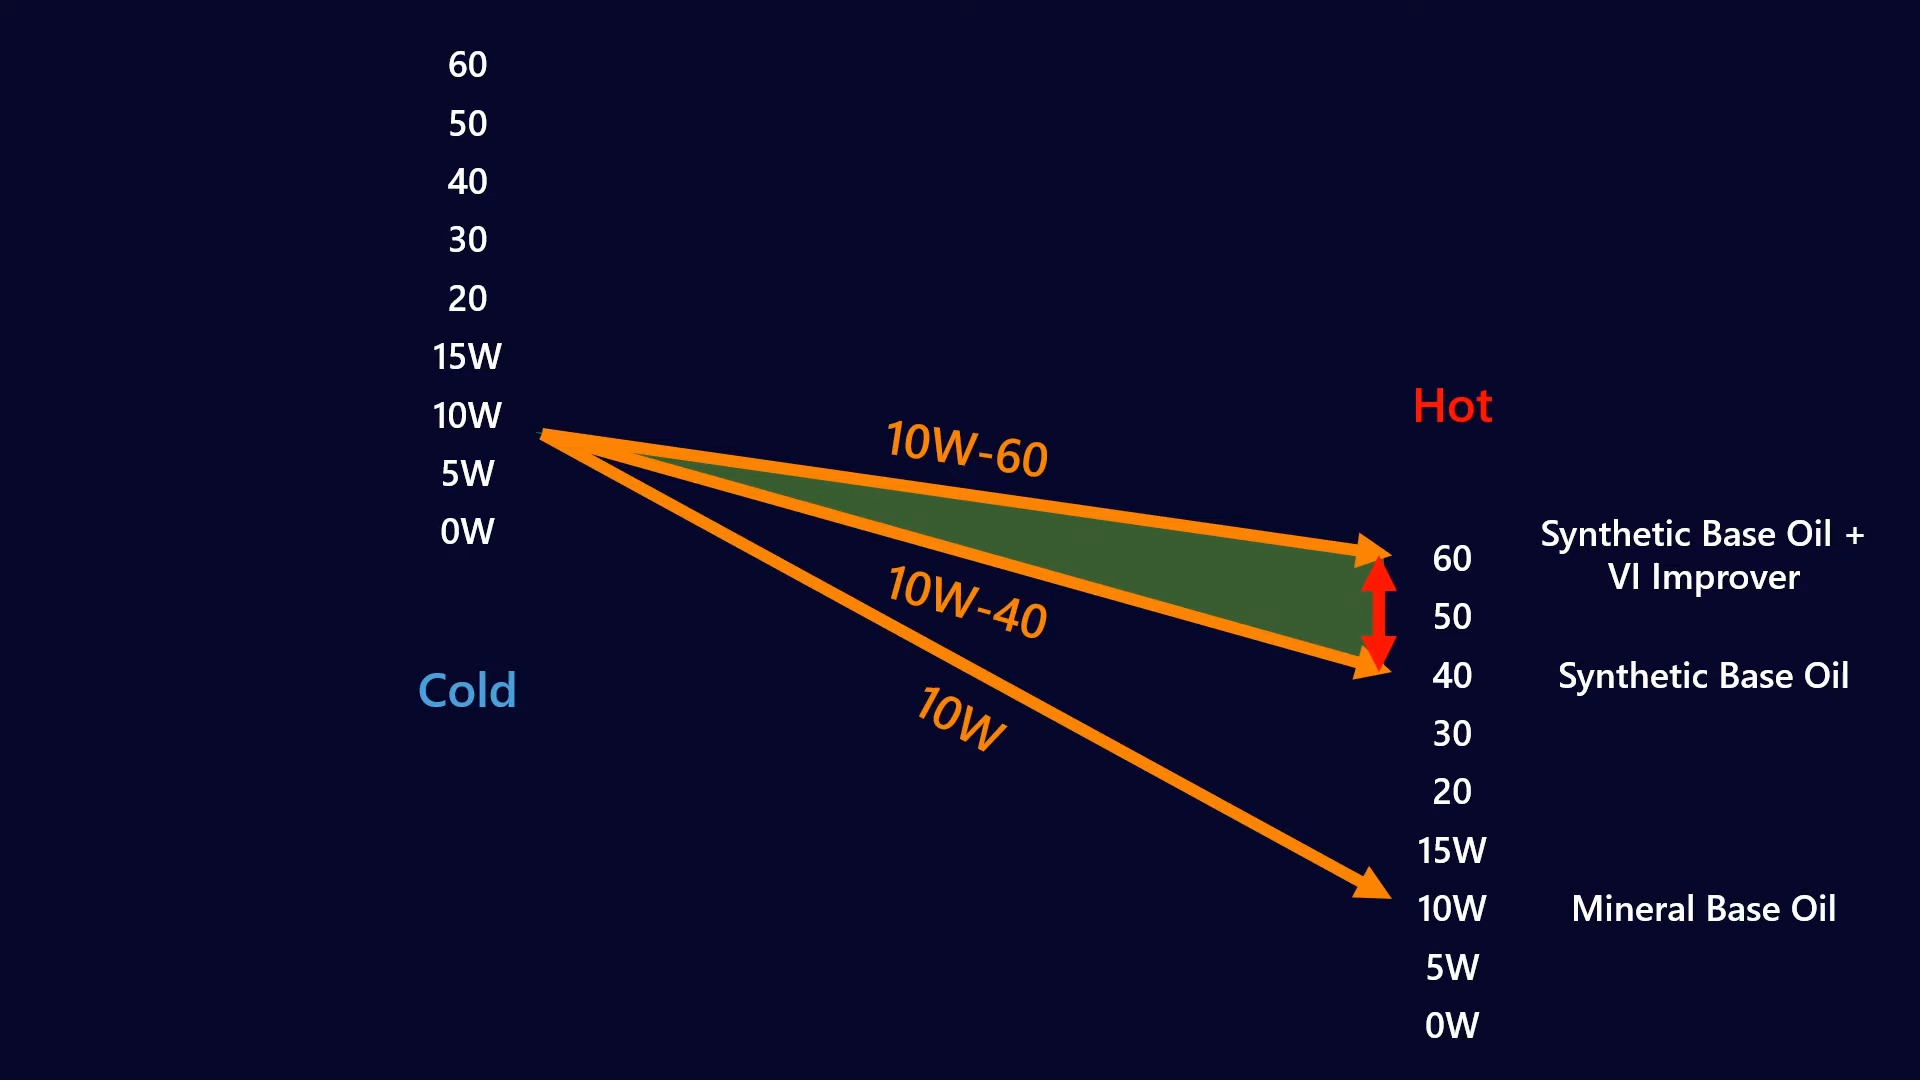 60
50
40
30
20
15W
10W
5W
0W
Cold
10W-60
10W-40
10W
Hot
60
50
40
30
20
15W
10W
5W
0W
Synthetic Base Oil +
VI Improver
Synthetic Base Oil
Mineral Base Oil